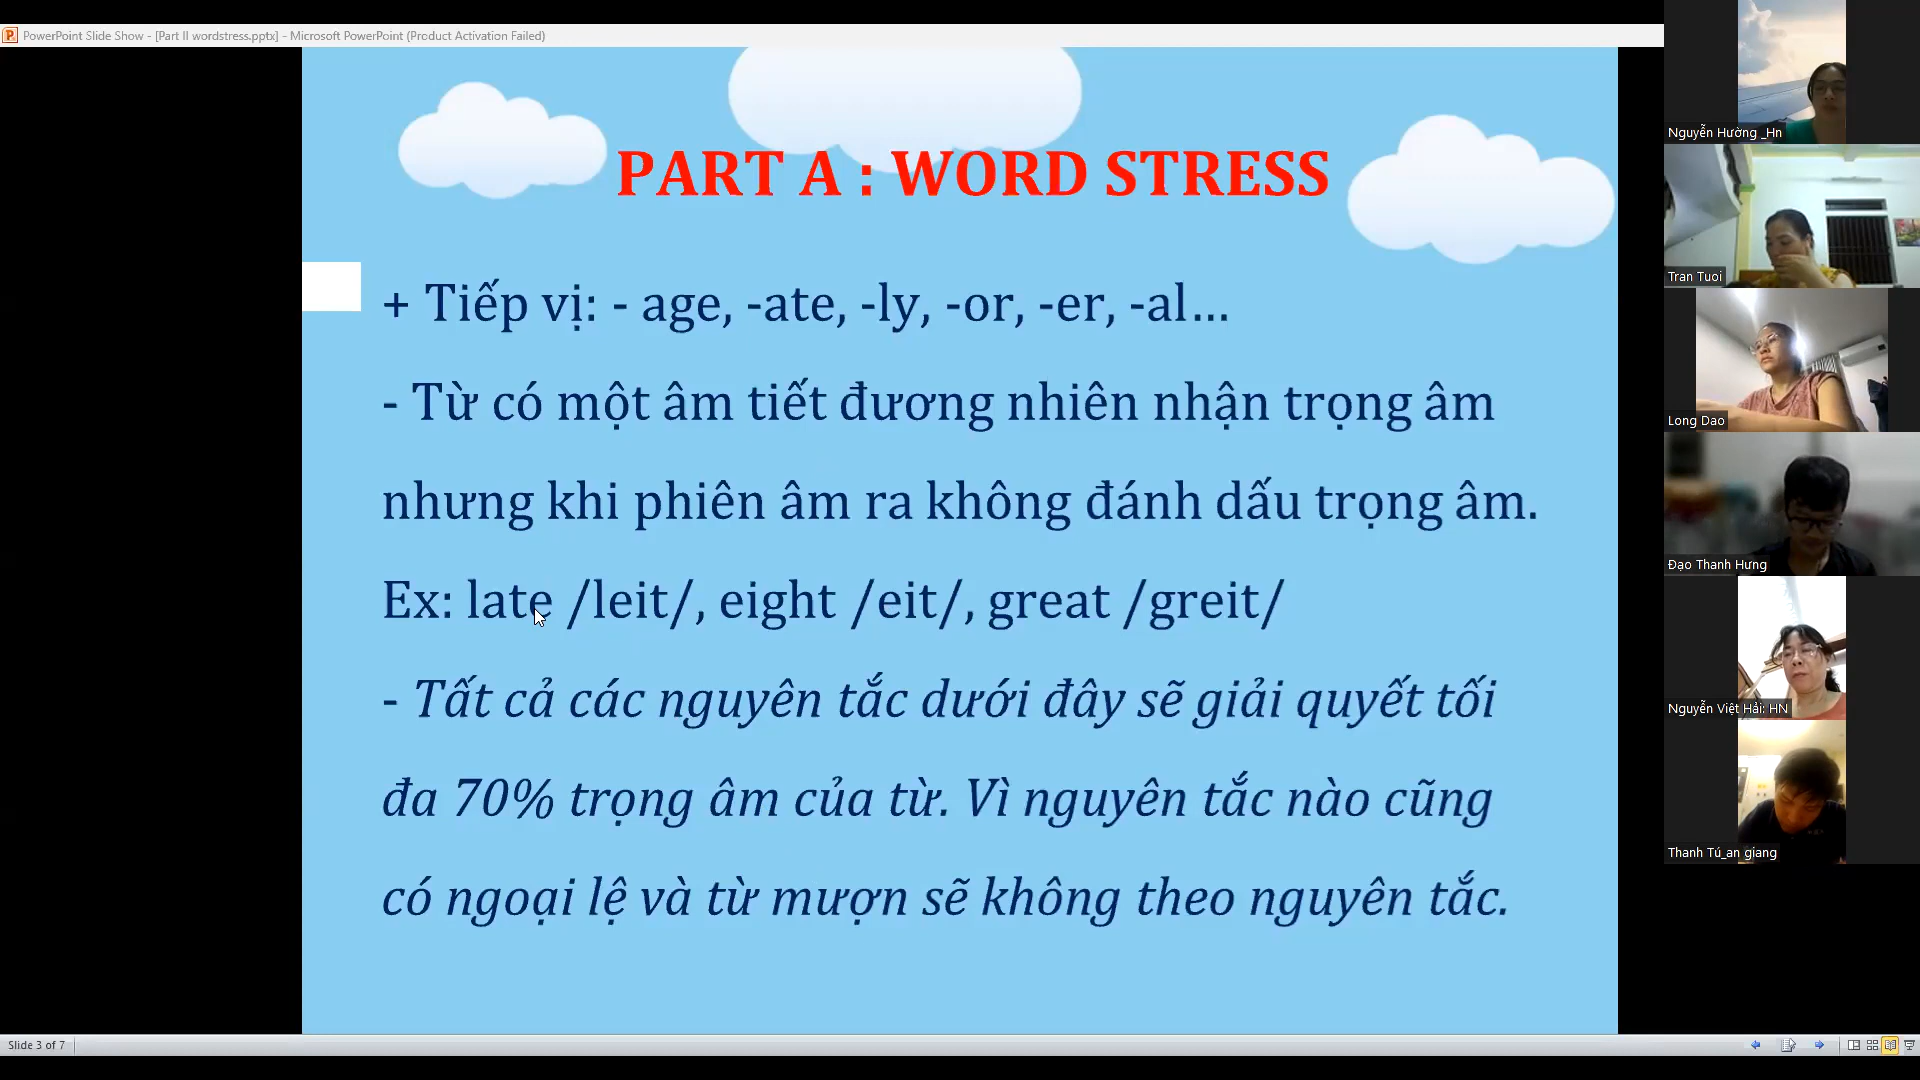 PowerPoint Slide Show - [Part II wordstress.pptx] - Microsoft PowerPoint (Product Activation Failed)
PART A : WORD STRESS
+ Tiếp vị: - age, -ate, -ly, -or, -er, -al...
- Từ có một âm tiết đương nhiên nhận trọng âm
nhưng khi phiên âm ra không đánh dấu trọng âm.
Ex: late /leit/, eight /eit/, great /greit/
- Tất cả các nguyên tắc dưới đây sẽ giải quyết tối
đa 70% trọng âm của từ. Vì nguyên tắc nào cũng
có ngoại lệ và từ mượn sẽ không theo nguyên tắc.
Nguyễn Hường _Hn
Tran Tuoi
Long Dao
Đạo Thanh Hưng
Nguyễn Việt Hải: HN
Thanh Tú_an giang
Slide 3 of 7